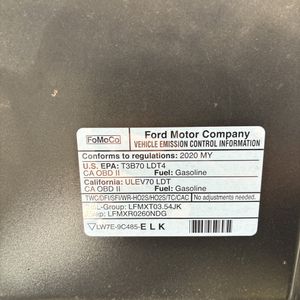 FoMoCo
Ford Motor Company
VEHICLE EMISSION CONTROL INFORMATION
Conforms to regulations: 2020 MY
U.S. EPA: T3B70 LDT4
CA OBD II Fuel: Gasoline
California: ULEV70 LDT
CA OBD II Fuel: Gasoline
TWC/DFI/SFI/WR-HO2S/HO2S/TC/CAC No adjustments needed.
-Group: LFMXT03.54JK
LFMXR0260NDG
LW7E-9C485-E L K